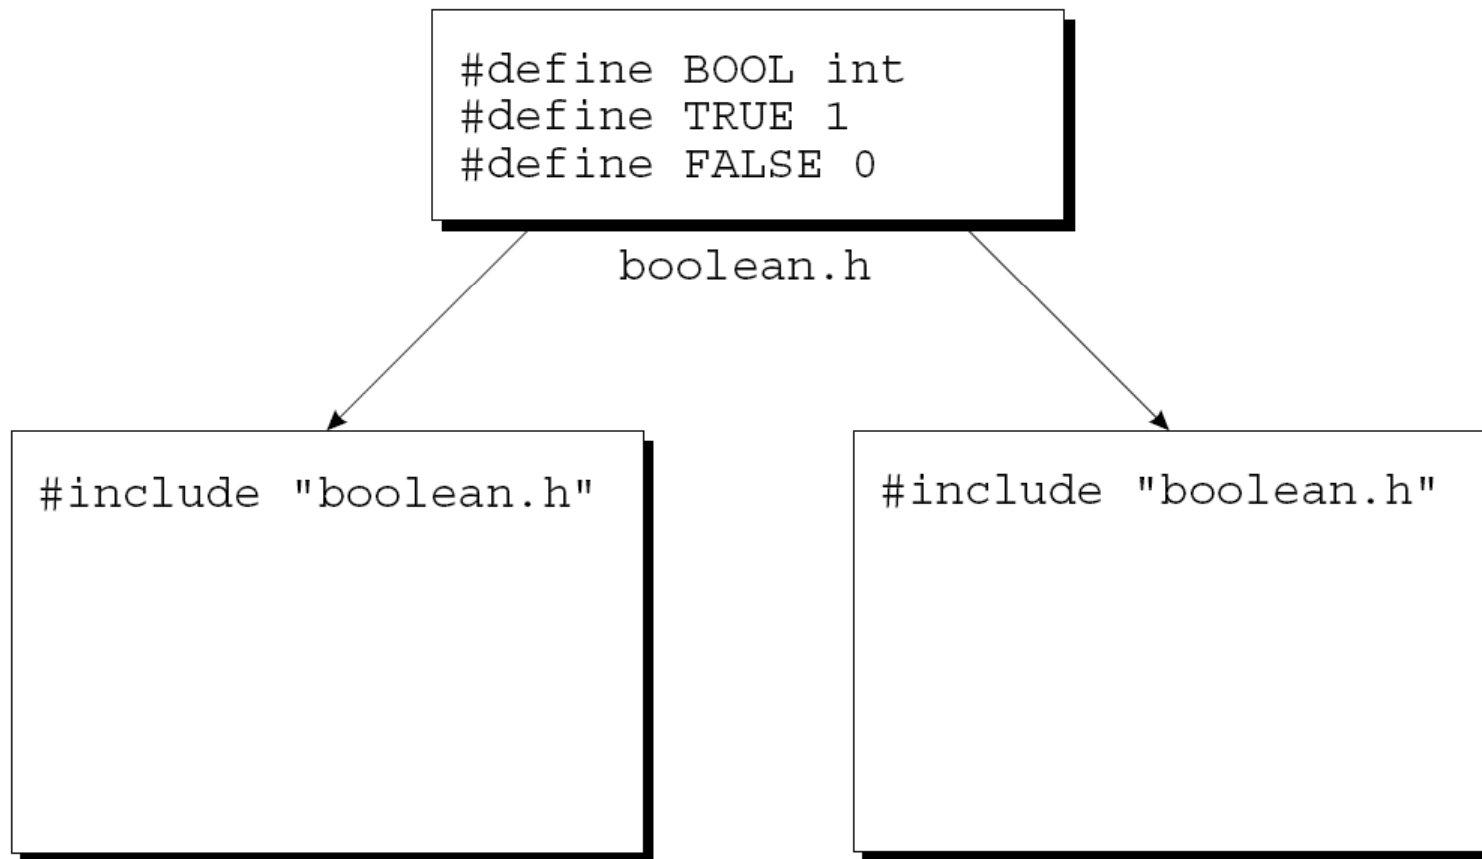 #define BOOL int
#define TRUE 1
#define FALSE 0
boolean.h
#include "boolean.h"
#include "boolean.h"